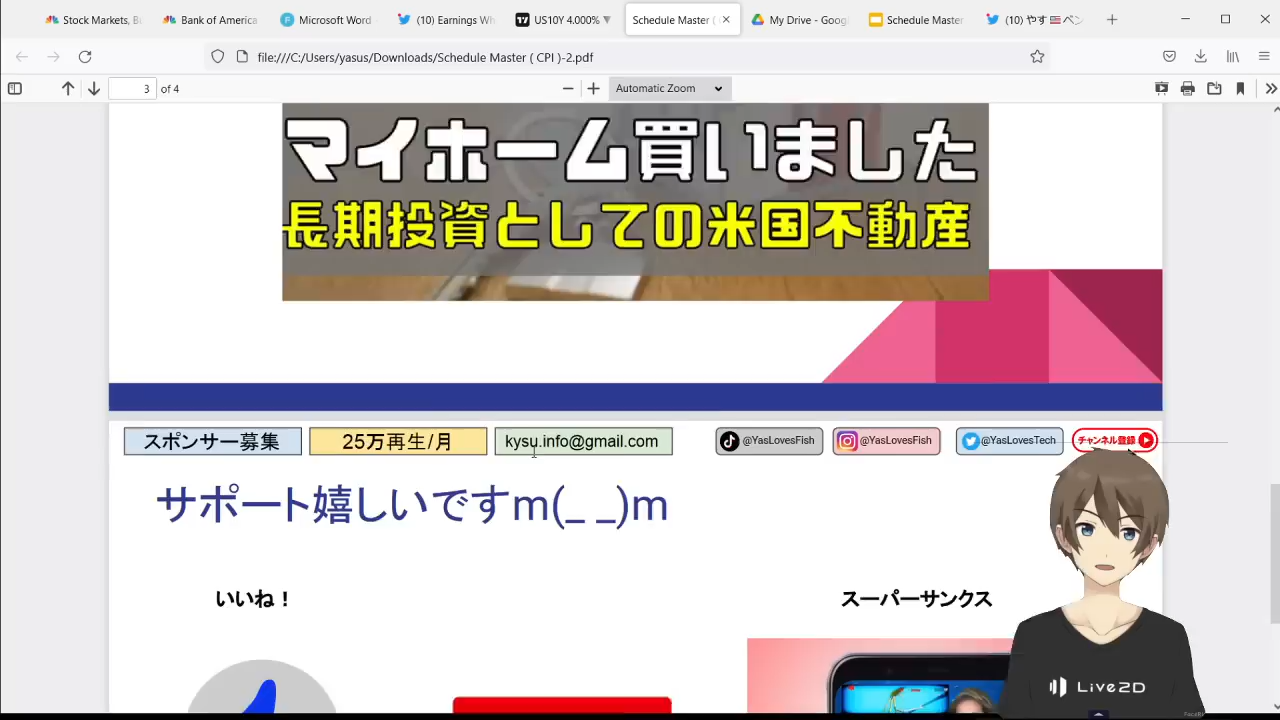 Stock Markets, B
Bank of America
Microsoft Word
(10) Earnings Wh
US10Y 4.000% ▼
Schedule Master (
My Drive - Goog
Schedule Master
(10) やす🇺🇸ペン
file:///C:/Users/yasus/Downloads/Schedule Master ( CPI )-2.pdf
3 of 4
Automatic Zoom
マイホーム買いました
長期投資としての米国不動産
スポンサー募集
25万再生/月
kysu.info@gmail.com
@YasLovesFish
@YasLovesFish
@YasLovesTech
チャンネル登録
サポート嬉しいですm(_ _)m
いいね！
スーパーサンクス
Live2D